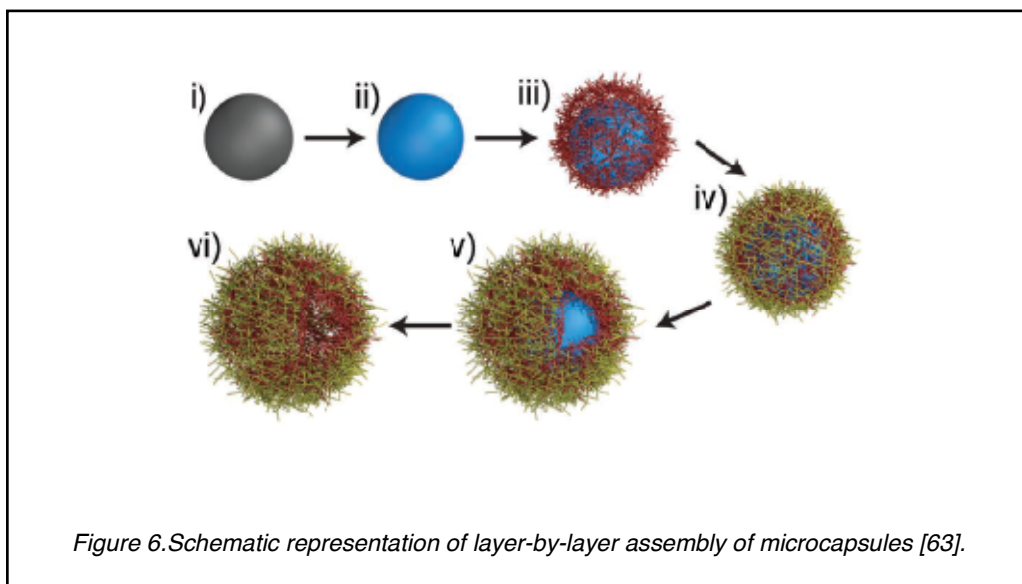 i)
ii)
iii)
iv)
v)
vi)
Figure 6.Schematic representation of layer-by-layer assembly of microcapsules [63].